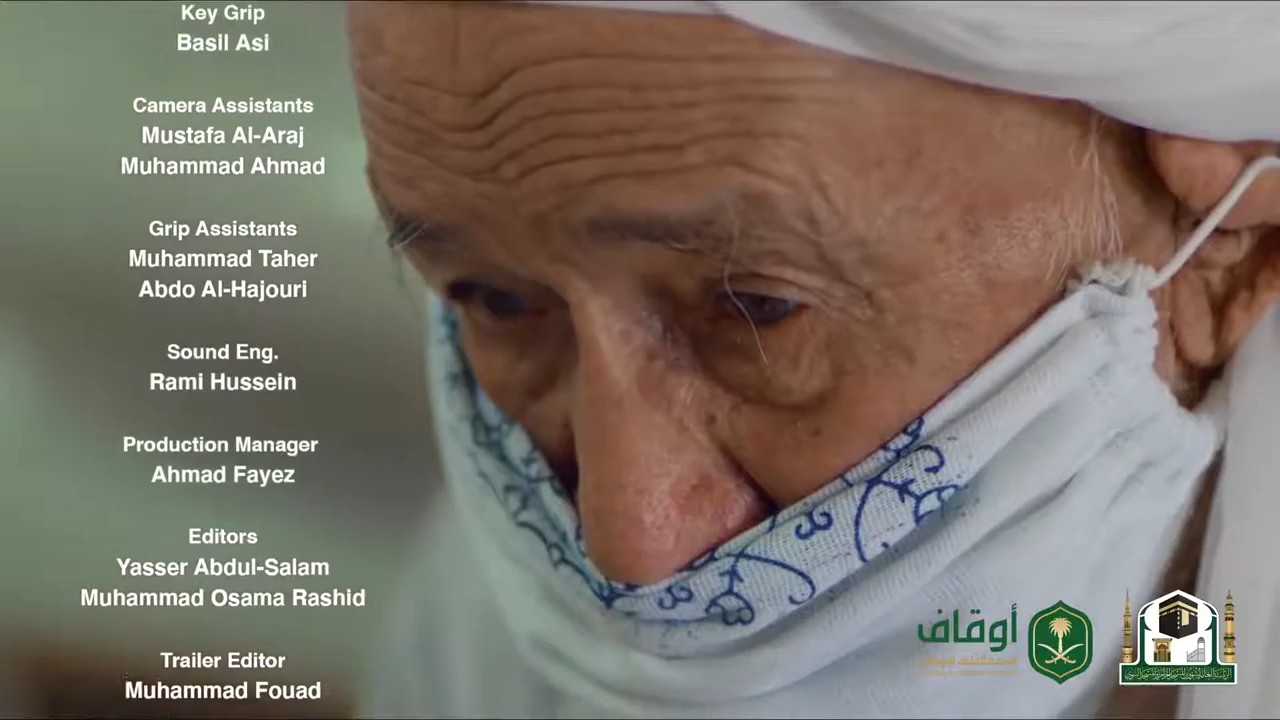 Key Grip
Basil Asi
Camera Assistants
Mustafa Al-Araj
Muhammad Ahmad
Grip Assistants
Muhammad Taher
Abdo Al-Hajouri
Sound Eng.
Rami Hussein
Production Manager
Ahmad Fayez
Editors
Yasser Abdul-Salam
Muhammad Osama Rashid
Trailer Editor
Muhammad Fouad
أوقاف